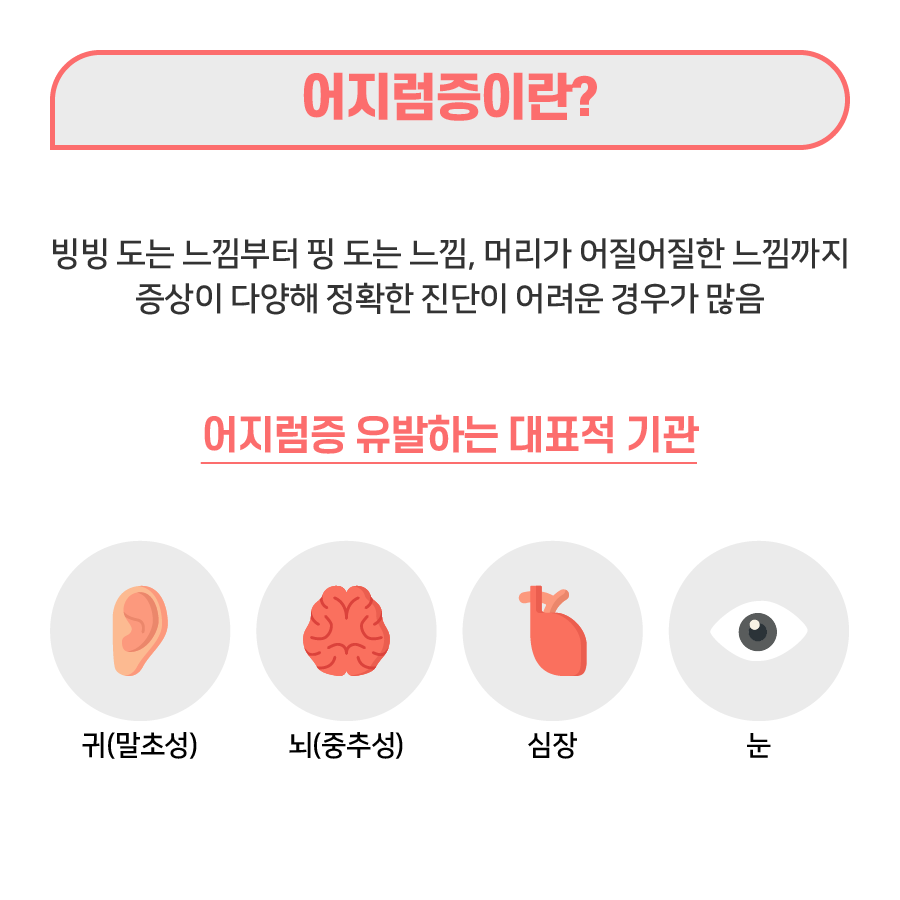 어지럼증이란?
빙빙 도는 느낌부터 핑 도는 느낌, 머리가 어질어질한 느낌까지
증상이 다양해 정확한 진단이 어려운 경우가 많음
어지럼증 유발하는 대표적 기관
귀(말초성)
뇌(중추성)
심장
눈